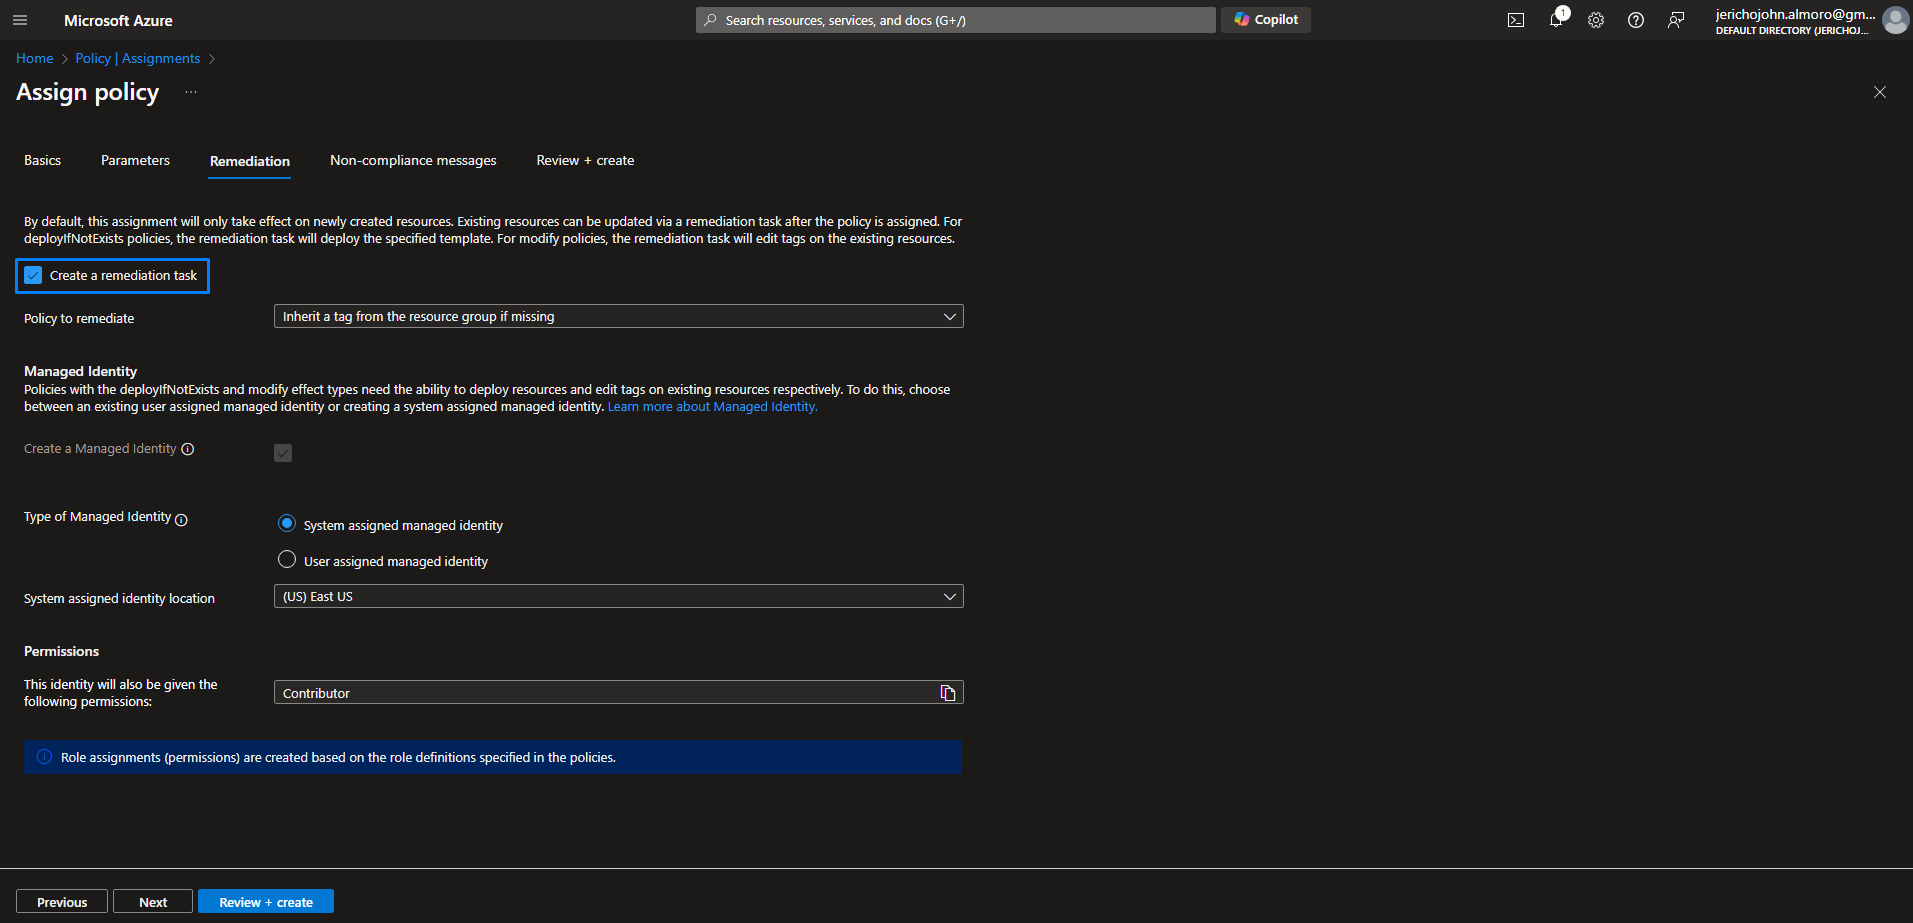 Microsoft Azure
Search resources, services, and docs (G+/)
Copilot
1
jerichojohn.almoro@gm...
DEFAULT DIRECTORY (JERICHOJ...
Home > Policy | Assignments >
Assign policy ...
Basics
Parameters
Remediation
Non-compliance messages
Review + create
By default, this assignment will only take effect on newly created resources. Existing resources can be updated via a remediation task after the policy is assigned. For
deployIfNotExists policies, the remediation task will deploy the specified template. For modify policies, the remediation task will edit tags on the existing resources.
Create a remediation task
Policy to remediate
Inherit a tag from the resource group if missing
Managed Identity
Policies with the deployIfNotExists and modify effect types need the ability to deploy resources and edit tags on existing resources respectively. To do this, choose
between an existing user assigned managed identity or creating a system assigned managed identity. Learn more about Managed Identity.
Create a Managed Identity
Type of Managed Identity
System assigned managed identity
User assigned managed identity
System assigned identity location
(US) East US
Permissions
This identity will also be given the
following permissions:
Contributor
Role assignments (permissions) are created based on the role definitions specified in the policies.
Previous
Next
Review + create